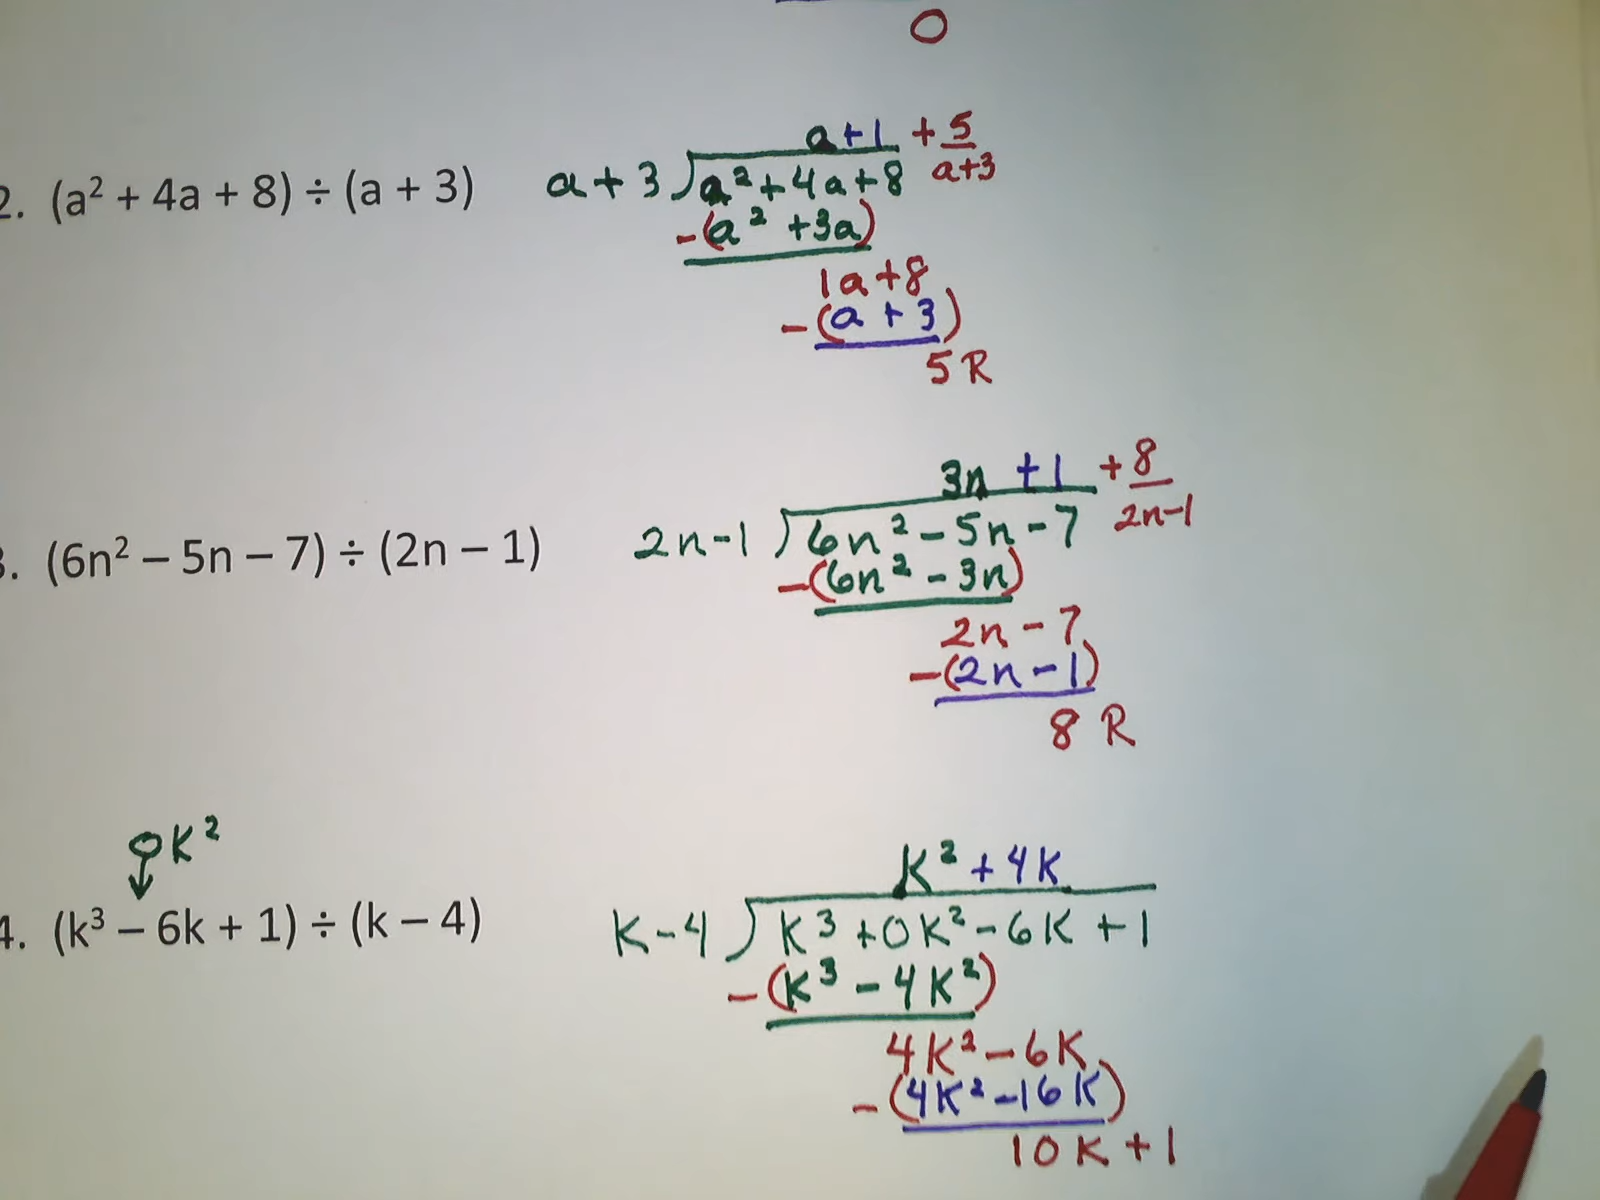 0
a + 1 + 5/(a+3)
2. (a² + 4a + 8) ÷ (a + 3)
a + 3 ) a² + 4a + 8
-(a² + 3a)
1a + 8
-(a + 3)
5 R
3n + 1 + 8/(2n-1)
3. (6n² – 5n – 7) ÷ (2n – 1)
2n-1 ) 6n² - 5n - 7
-(6n² - 3n)
2n - 7
-(2n - 1)
8 R
0K²
K² + 4K
4. (k³ – 6k + 1) ÷ (k – 4)
K-4 ) K³ + 0K² - 6K + 1
-(K³ - 4K²)
4K² - 6K
-(4K² - 16K)
10K + 1